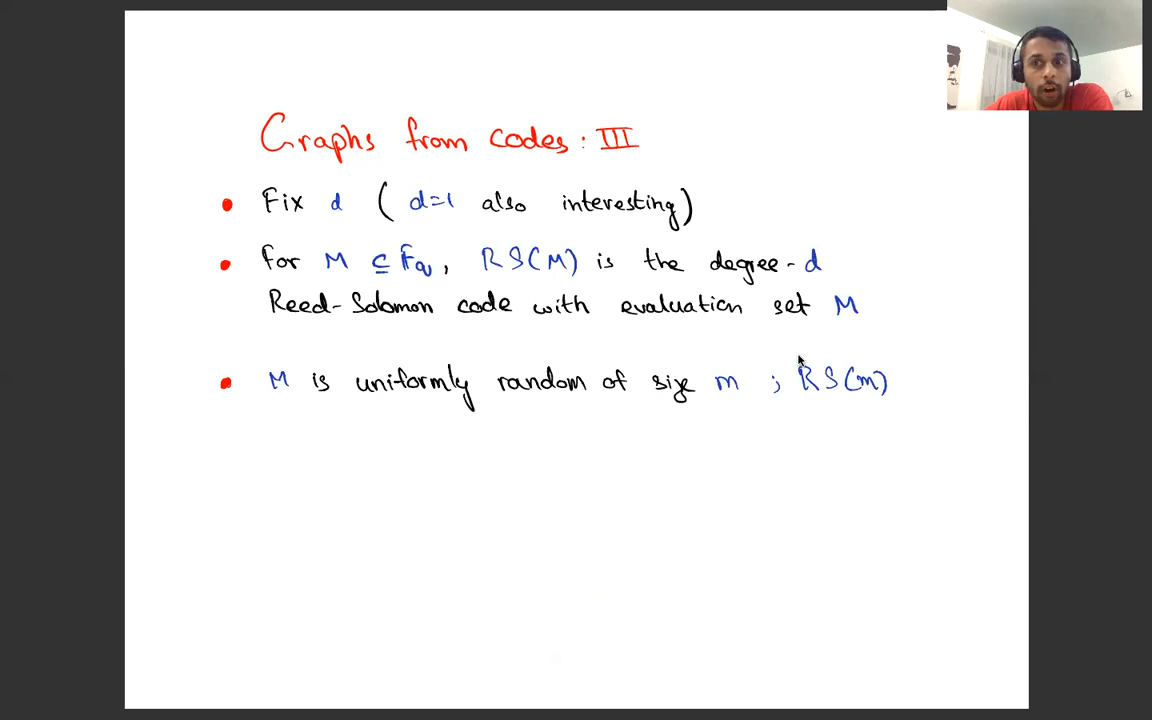 Graphs from codes: III
• Fix d ( d=1 also interesting)
• For M ⊆ Fq, RS(M) is the degree-d
Reed-Solomon code with evaluation set M
• M is uniformly random of size m ; RS(m)